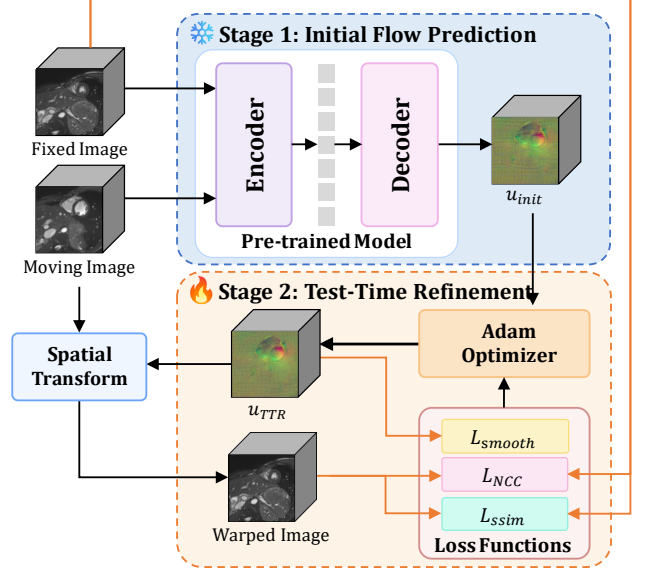 Stage 1: Initial Flow Prediction
Fixed Image
Moving Image
Encoder
Decoder
Pre-trained Model
u_init
Stage 2: Test-Time Refinement
Spatial
Transform
u_TTR
Adam
Optimizer
L_smooth
L_NCC
L_ssim
Warped Image
Loss Functions